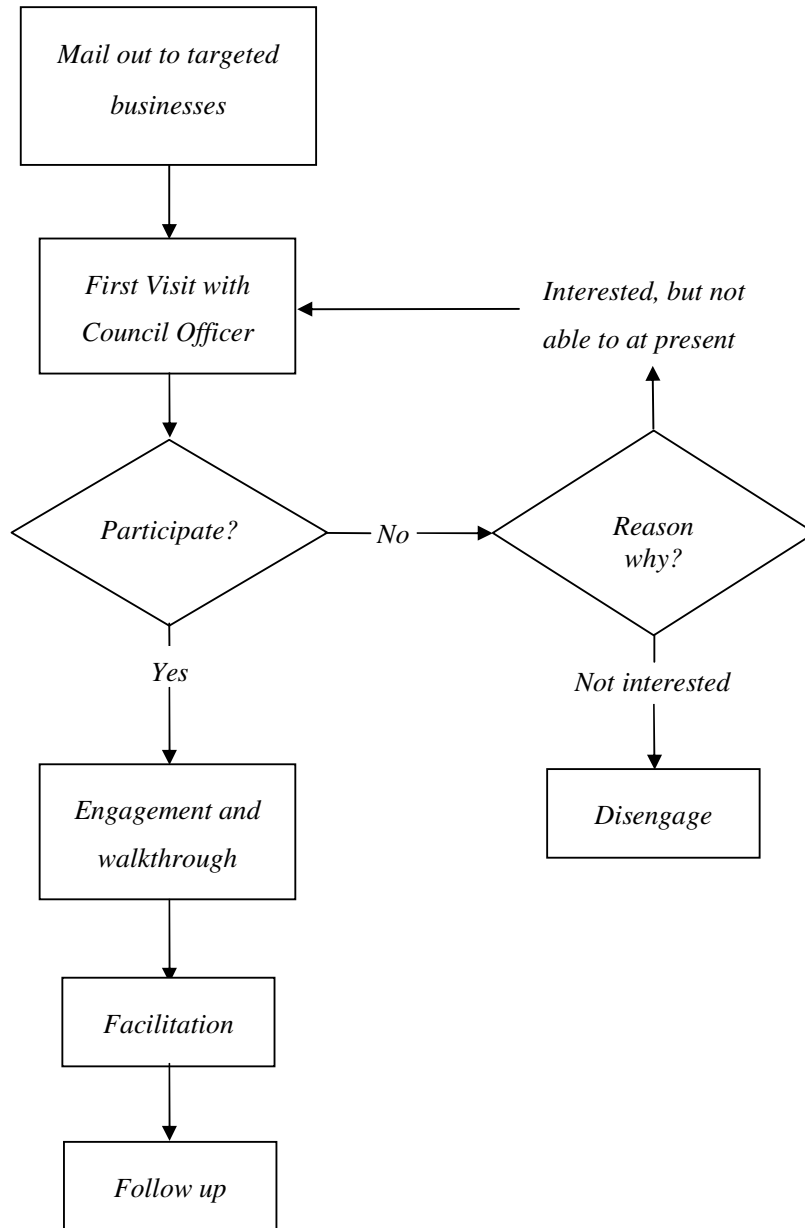 Mail out to targeted
businesses
First Visit with
Council Officer
Interested, but not
able to at present
Participate?
No
Reason
why?
Yes
Not interested
Engagement and
walkthrough
Disengage
Facilitation
Follow up